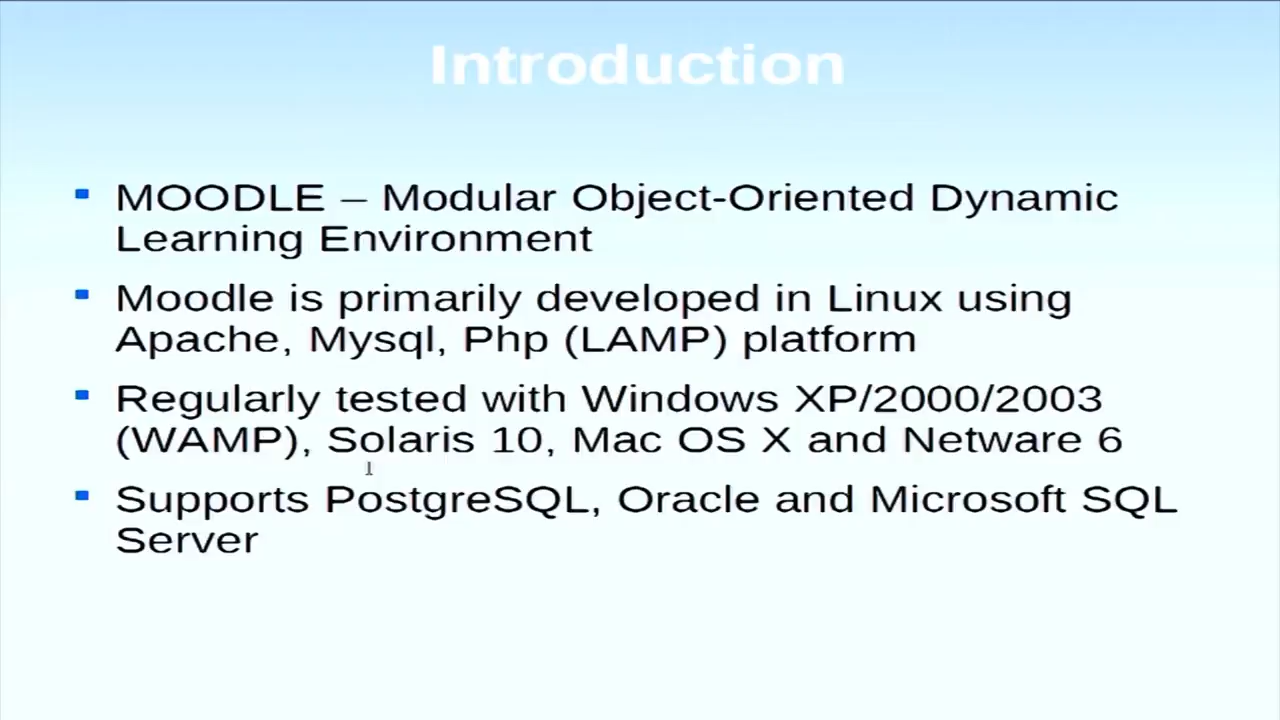 Introduction
MOODLE – Modular Object-Oriented Dynamic
Learning Environment
Moodle is primarily developed in Linux using
Apache, Mysql, Php (LAMP) platform
Regularly tested with Windows XP/2000/2003
(WAMP), Solaris 10, Mac OS X and Netware 6
Supports PostgreSQL, Oracle and Microsoft SQL
Server